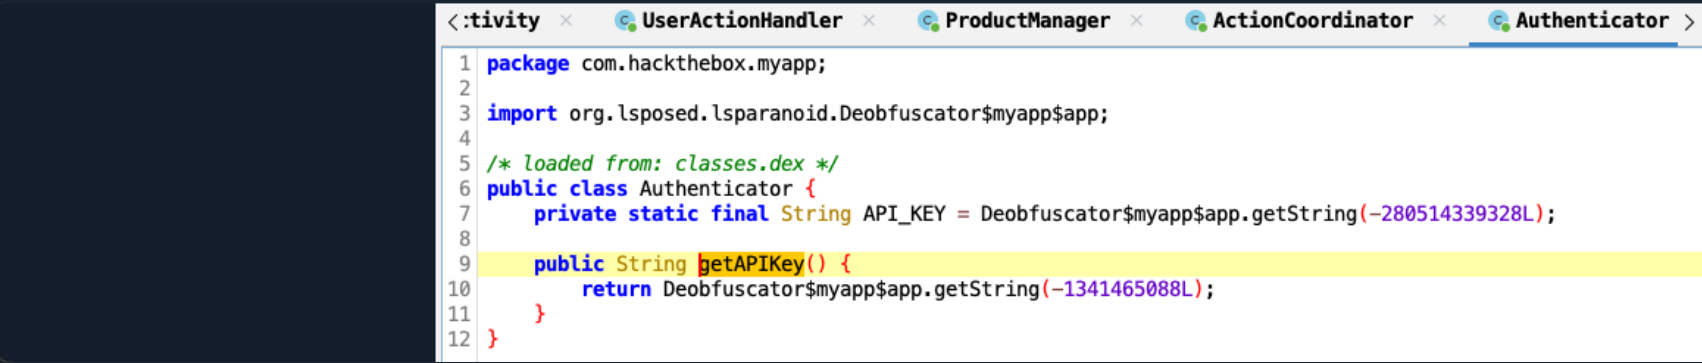 :tivity × UserActionHandler × ProductManager × ActionCoordinator × Authenticator
1 package com.hackthebox.myapp;
2
3 import org.lsposed.lsparanoid.Deobfuscator$myapp$app;
4
5 /* loaded from: classes.dex */
6 public class Authenticator {
7 private static final String API_KEY = Deobfuscator$myapp$app.getString(-280514339328L);
8
9 public String getAPIKey() {
10 return Deobfuscator$myapp$app.getString(-1341465088L);
11 }
12 }